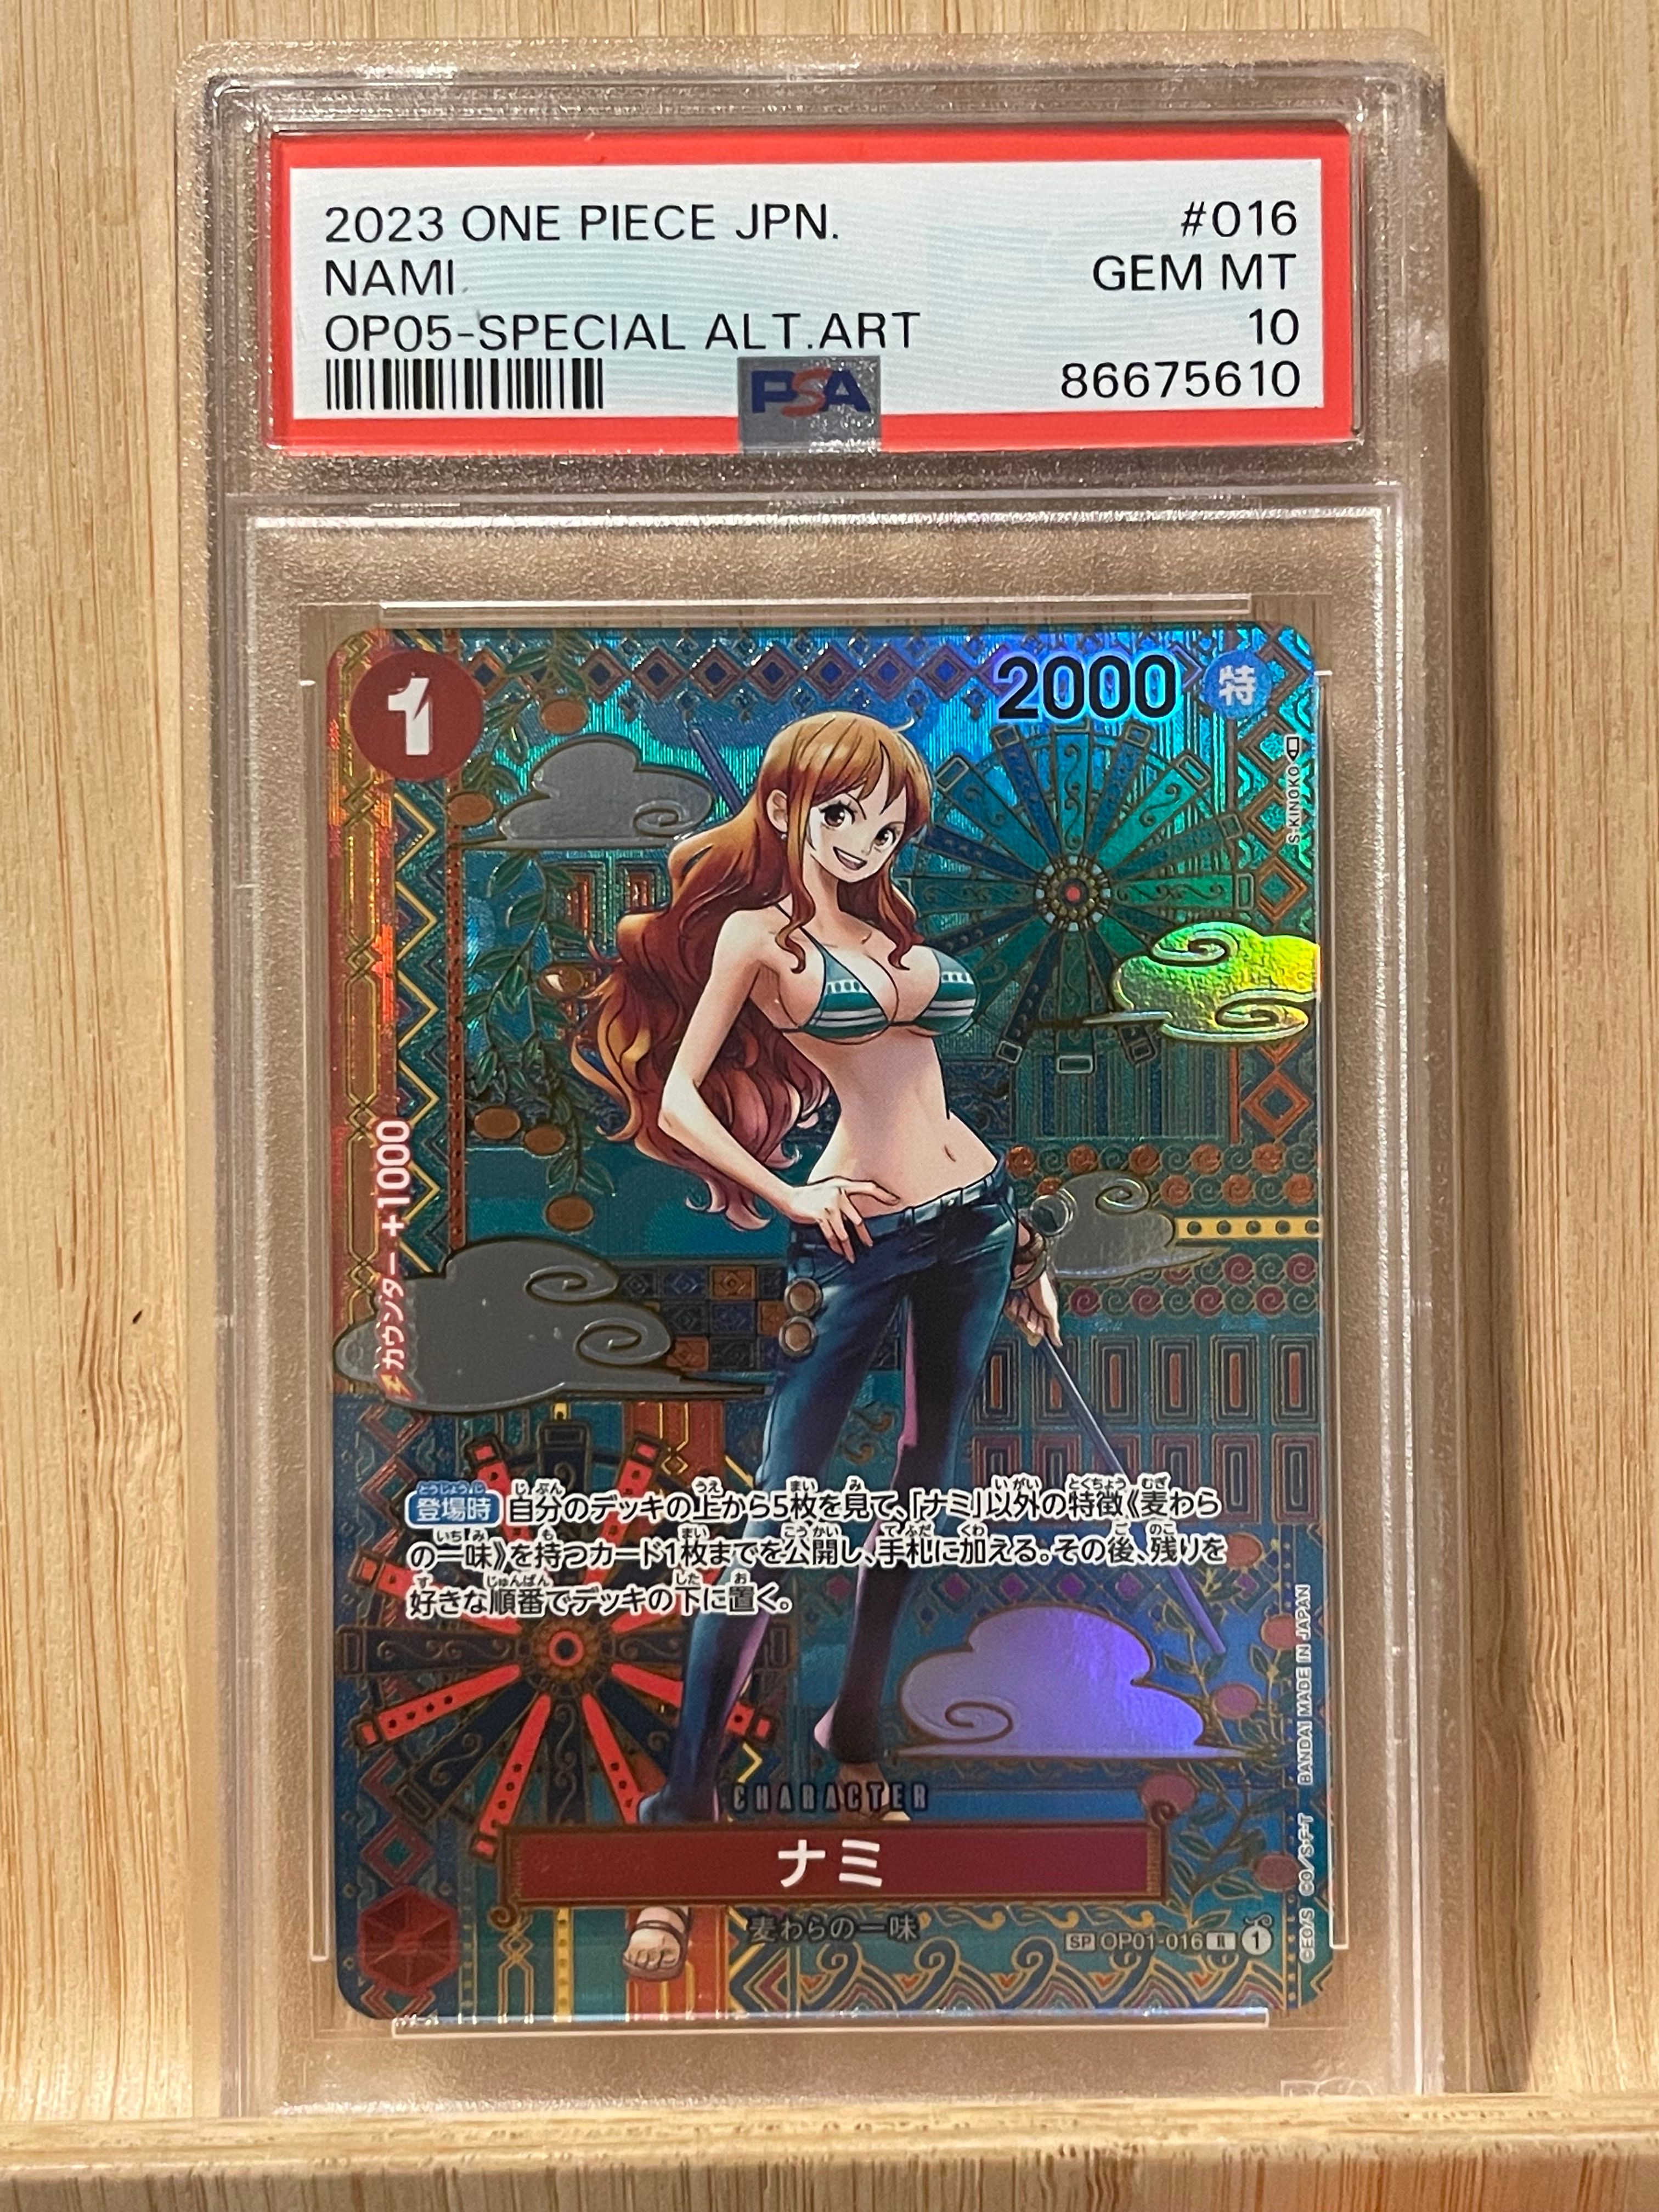 2023 ONE PIECE JPN. #016
NAMI GEM MT
OP05-SPECIAL ALT.ART 10
PSA 86675610
1
2000 特
S・KINOKO
カウンター +1000
登場時 自分のデッキの上から5枚を見て、「ナミ」以外の特徴《麦わら
の一味》を持つカード1枚までを公開し、手札に加える。その後、残りを
好きな順番でデッキの下に置く。
CHARACTER
ナミ
麦わらの一味
SP OP01-016 R 1
©EO/S ©O/S・F・T BANDAI MADE IN JAPAN